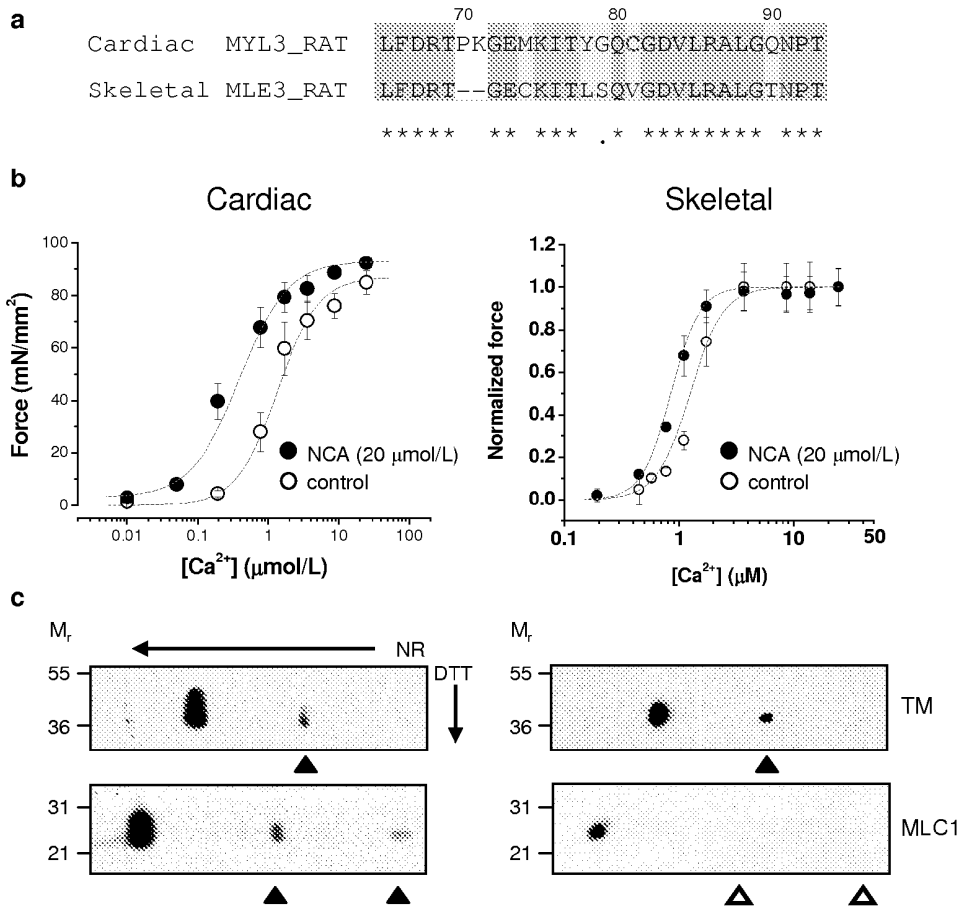 a
70 80 90
Cardiac MYL3_RAT LFDRTPKGEMKITYGQCGDVLRALGQNPT
Skeletal MLE3_RAT LFDRT--GECKITLSQVGDVLRALGTNPT
***** ** *** .* ******** ***
b
Cardiac
Force (mN/mm²)
100
80
60
40
20
0
NCA (20 μmol/L)
control
0.01 0.1 1 10 100
[Ca²⁺] (μmol/L)
Skeletal
Normalized force
1.2
1.0
0.8
0.6
0.4
0.2
0.0
NCA (20 μmol/L)
control
0.1 1 10 50
[Ca²⁺] (μM)
c
Mr
NR
DTT
55
36
31
21
Mr
55
36
TM
31
21
MLC1